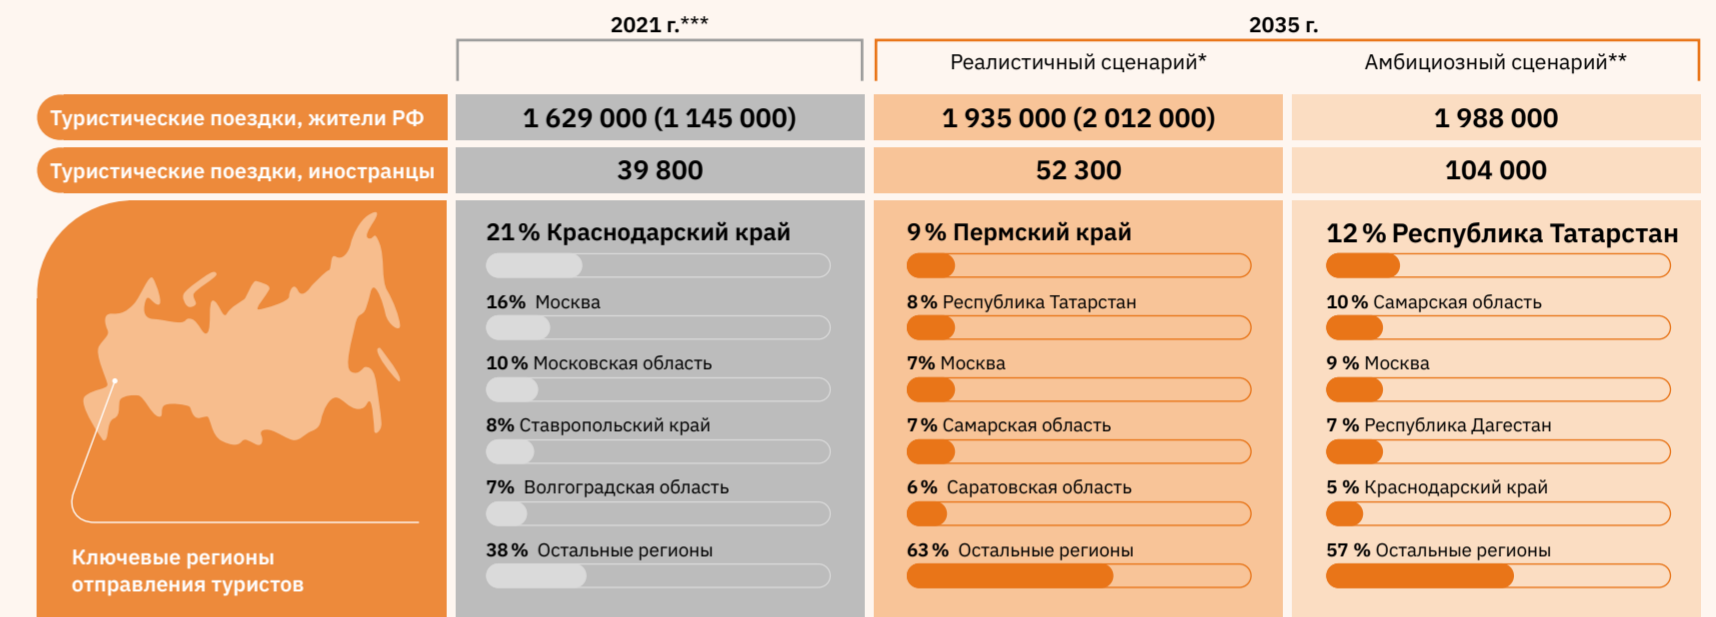 2021 г.***
2035 г.
Реалистичный сценарий*
Амбициозный сценарий**
Туристические поездки, жители РФ
1 629 000 (1 145 000)
1 935 000 (2 012 000)
1 988 000
Туристические поездки, иностранцы
39 800
52 300
104 000
Ключевые регионы
отправления туристов
21 % Краснодарский край
16% Москва
10 % Московская область
8% Ставропольский край
7% Волгоградская область
38 % Остальные регионы
9 % Пермский край
8 % Республика Татарстан
7% Москва
7 % Самарская область
6 % Саратовская область
63 % Остальные регионы
12 % Республика Татарстан
10 % Самарская область
9 % Москва
7 % Республика Дагестан
5 % Краснодарский край
57 % Остальные регионы